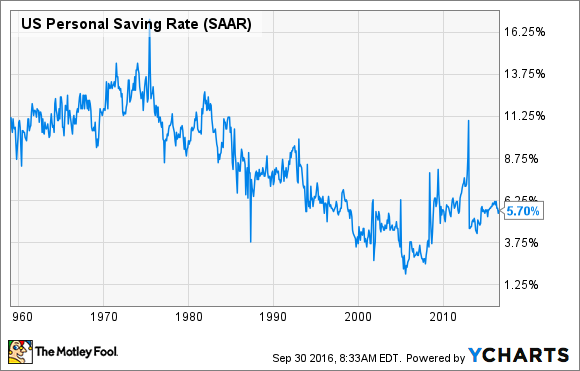 US Personal Saving Rate (SAAR)
16.25%
13.75%
11.25%
8.75%
6.25%
5.70%
3.75%
1.25%
960 1970 1980 1990 2000 2010
The Motley Fool.
Sep 30 2016, 8:33AM EDT. Powered by YCHARTS